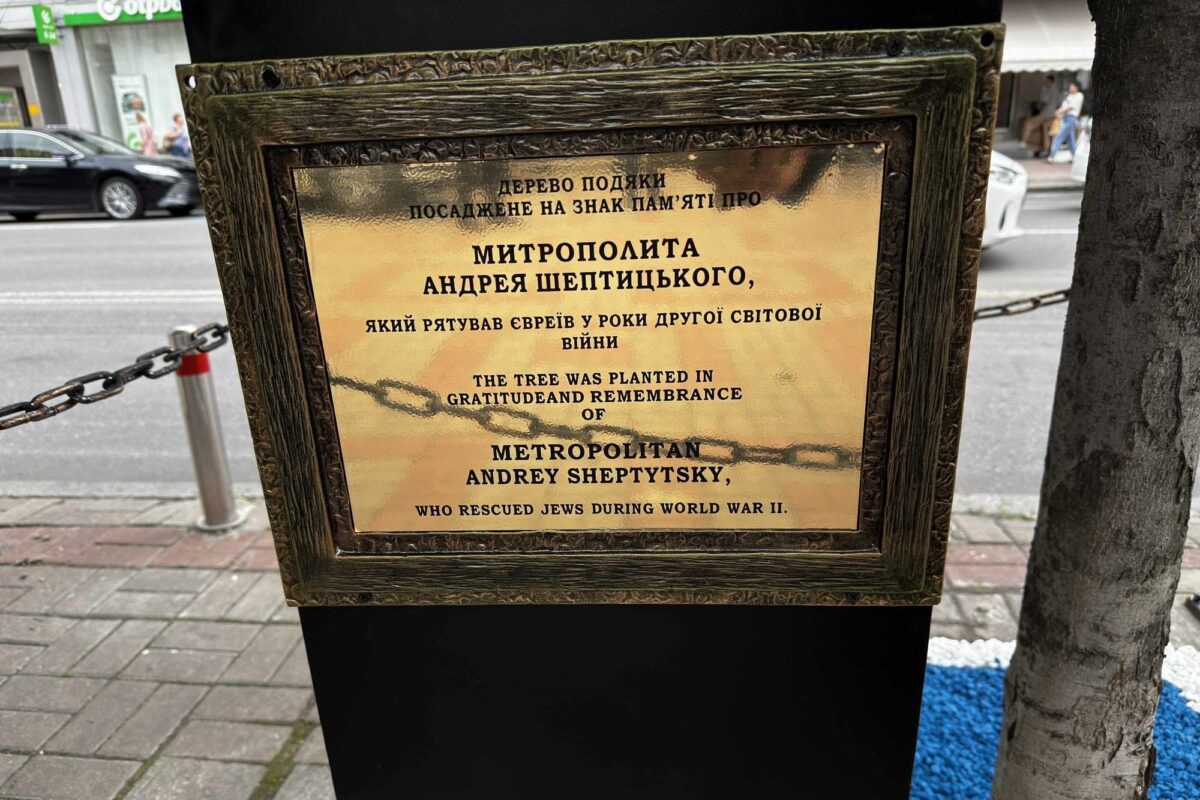 otpba
ДЕРЕВО ПОДЯКИ
ПОСАДЖЕНЕ НА ЗНАК ПАМ'ЯТІ ПРО
МИТРОПОЛИТА
АНДРЕЯ ШЕПТИЦЬКОГО,
ЯКИЙ РЯТУВАВ ЄВРЕЇВ У РОКИ ДРУГОЇ СВІТОВОЇ
ВІЙНИ
THE TREE WAS PLANTED IN
GRATITUDEAND REMEMBRANCE
OF
METROPOLITAN
ANDREY SHEPTYTSKY,
WHO RESCUED JEWS DURING WORLD WAR II.